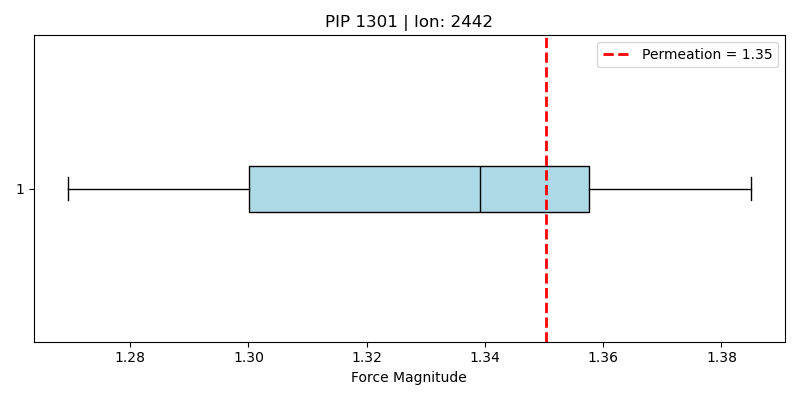 PIP 1301 | Ion: 2442
Permeation = 1.35
1
1.28 1.30 1.32 1.34 1.36 1.38
Force Magnitude